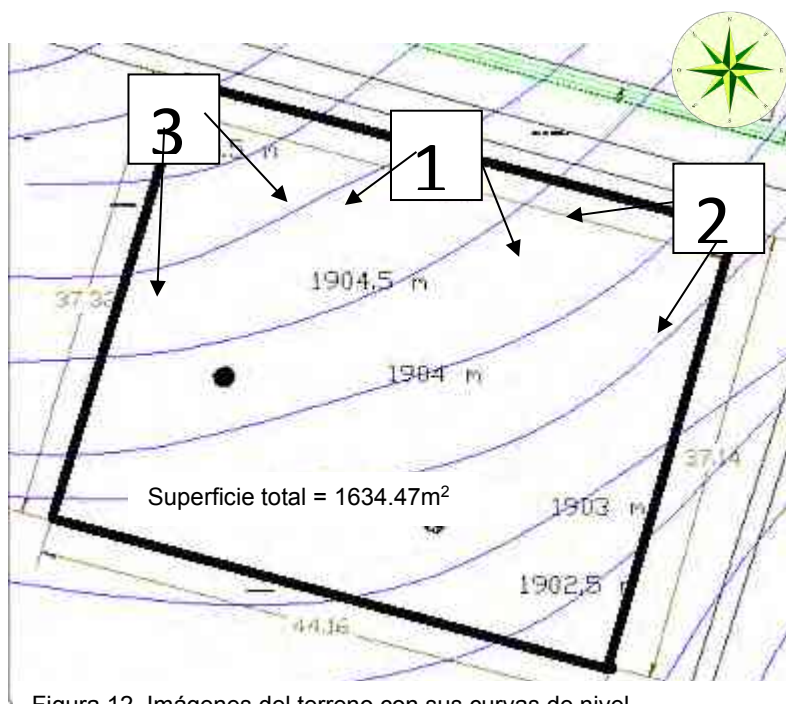 3
1
2
1904,5 m
37.33
1904 m
37.14
Superficie total = 1634.47m²
1903 m
1902,5
44.16
Figura 12. Imágenes del terreno con sus curvas de nivel